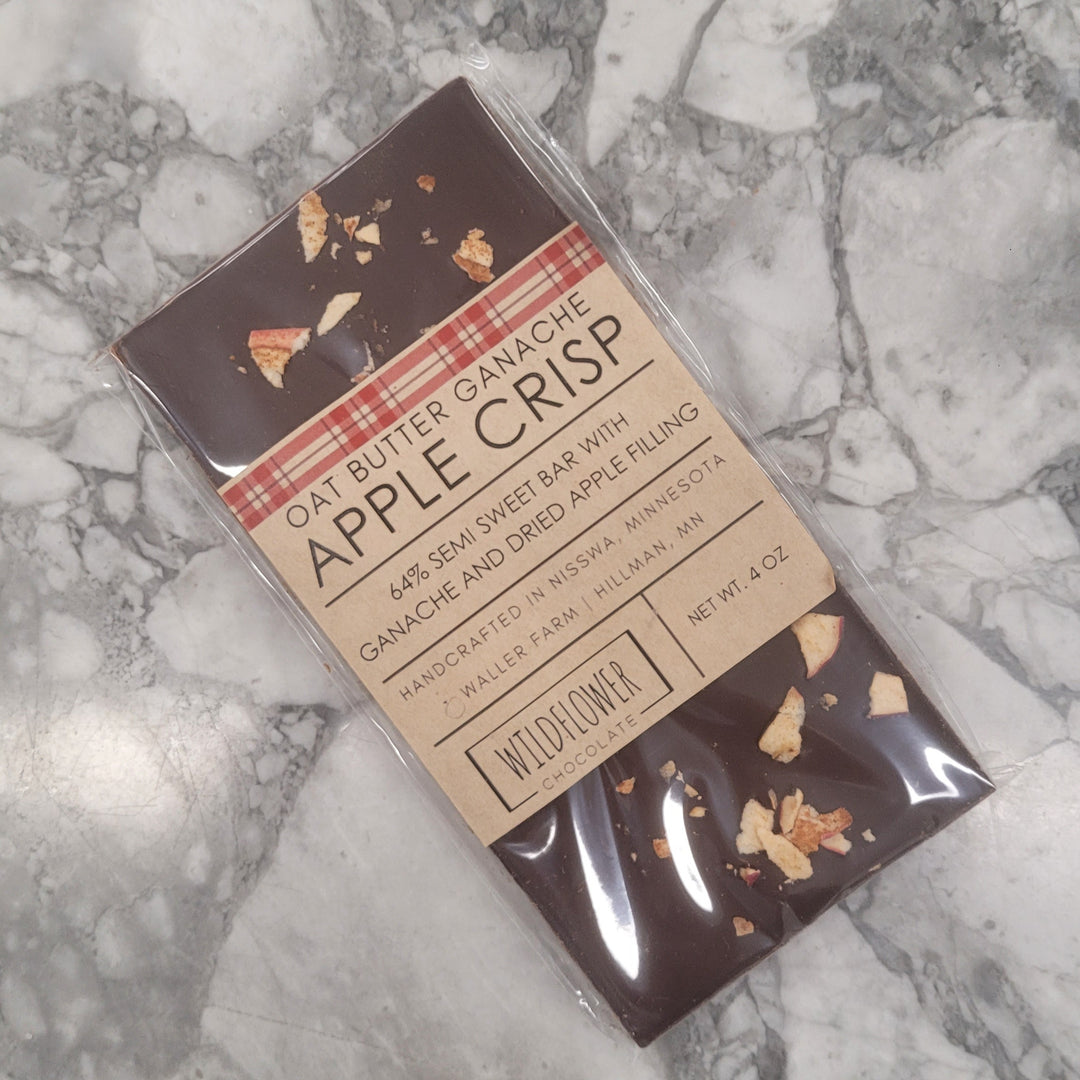 OAT BUTTER GANACHE
APPLE CRISP
64% SEMI SWEET BAR WITH
GANACHE AND DRIED APPLE FILLING
HANDCRAFTED IN NISSWA, MINNESOTA
WALLER FARM | HILLMAN, MN
WILDFLOWER
CHOCOLATE
NET WT. 4 OZ